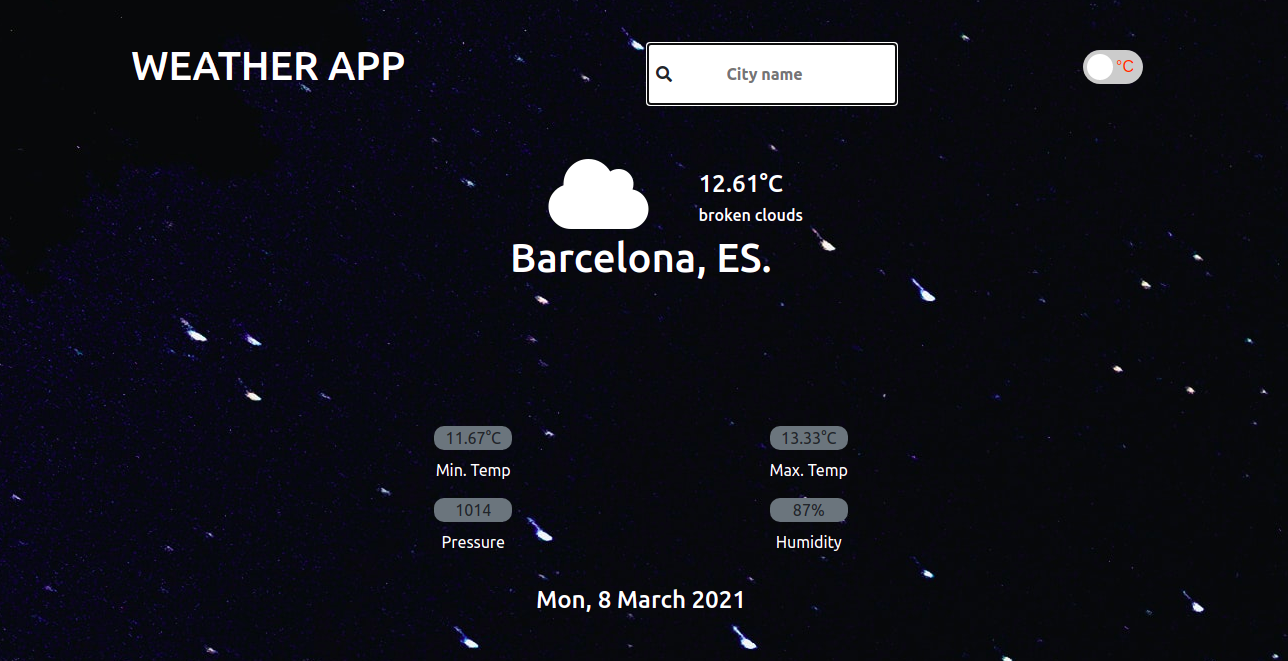 WEATHER APP
City name
°C
12.61°C
broken clouds
Barcelona, ES.
11.67°C
13.33°C
Min. Temp
Max. Temp
1014
87%
Pressure
Humidity
Mon, 8 March 2021